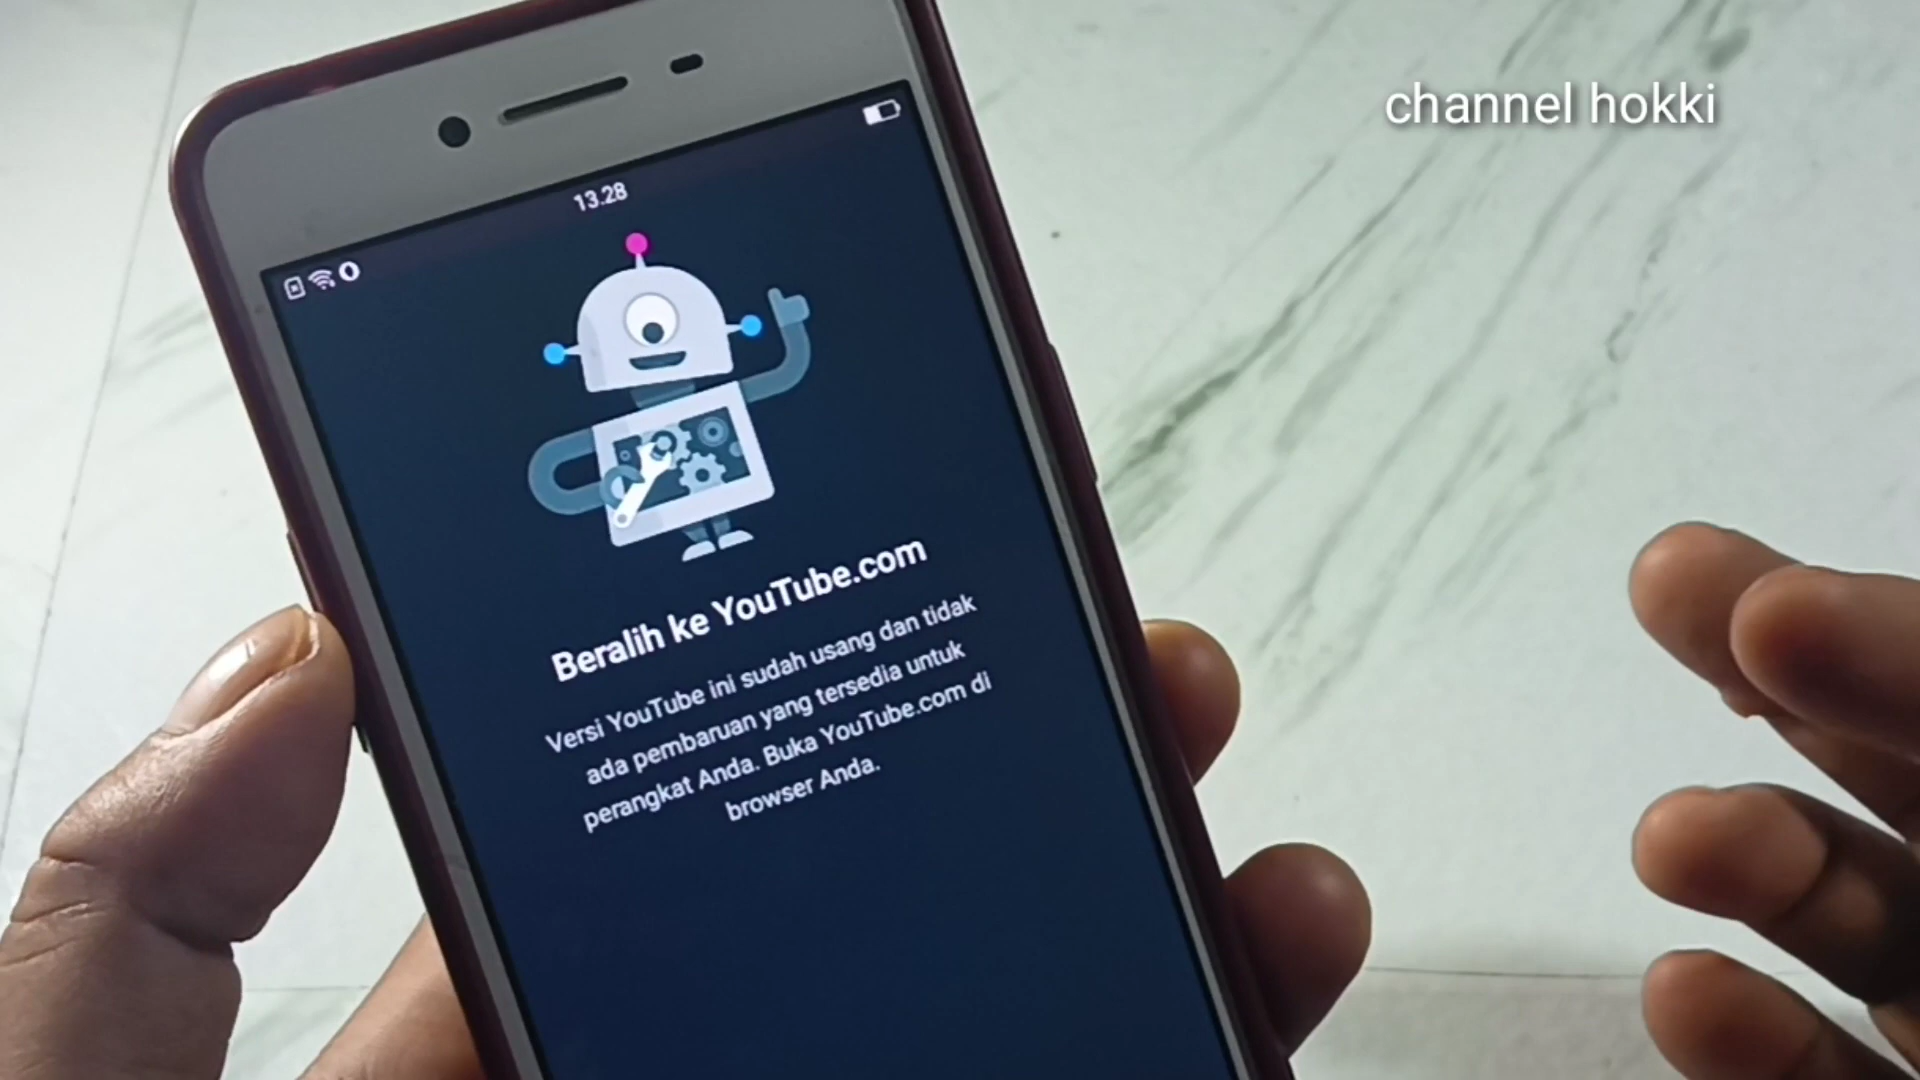 channel hokki
13.28
Beralih ke YouTube.com
Versi YouTube ini sudah usang dan tidak
ada pembaruan yang tersedia untuk
perangkat Anda. Buka YouTube.com di
browser Anda.